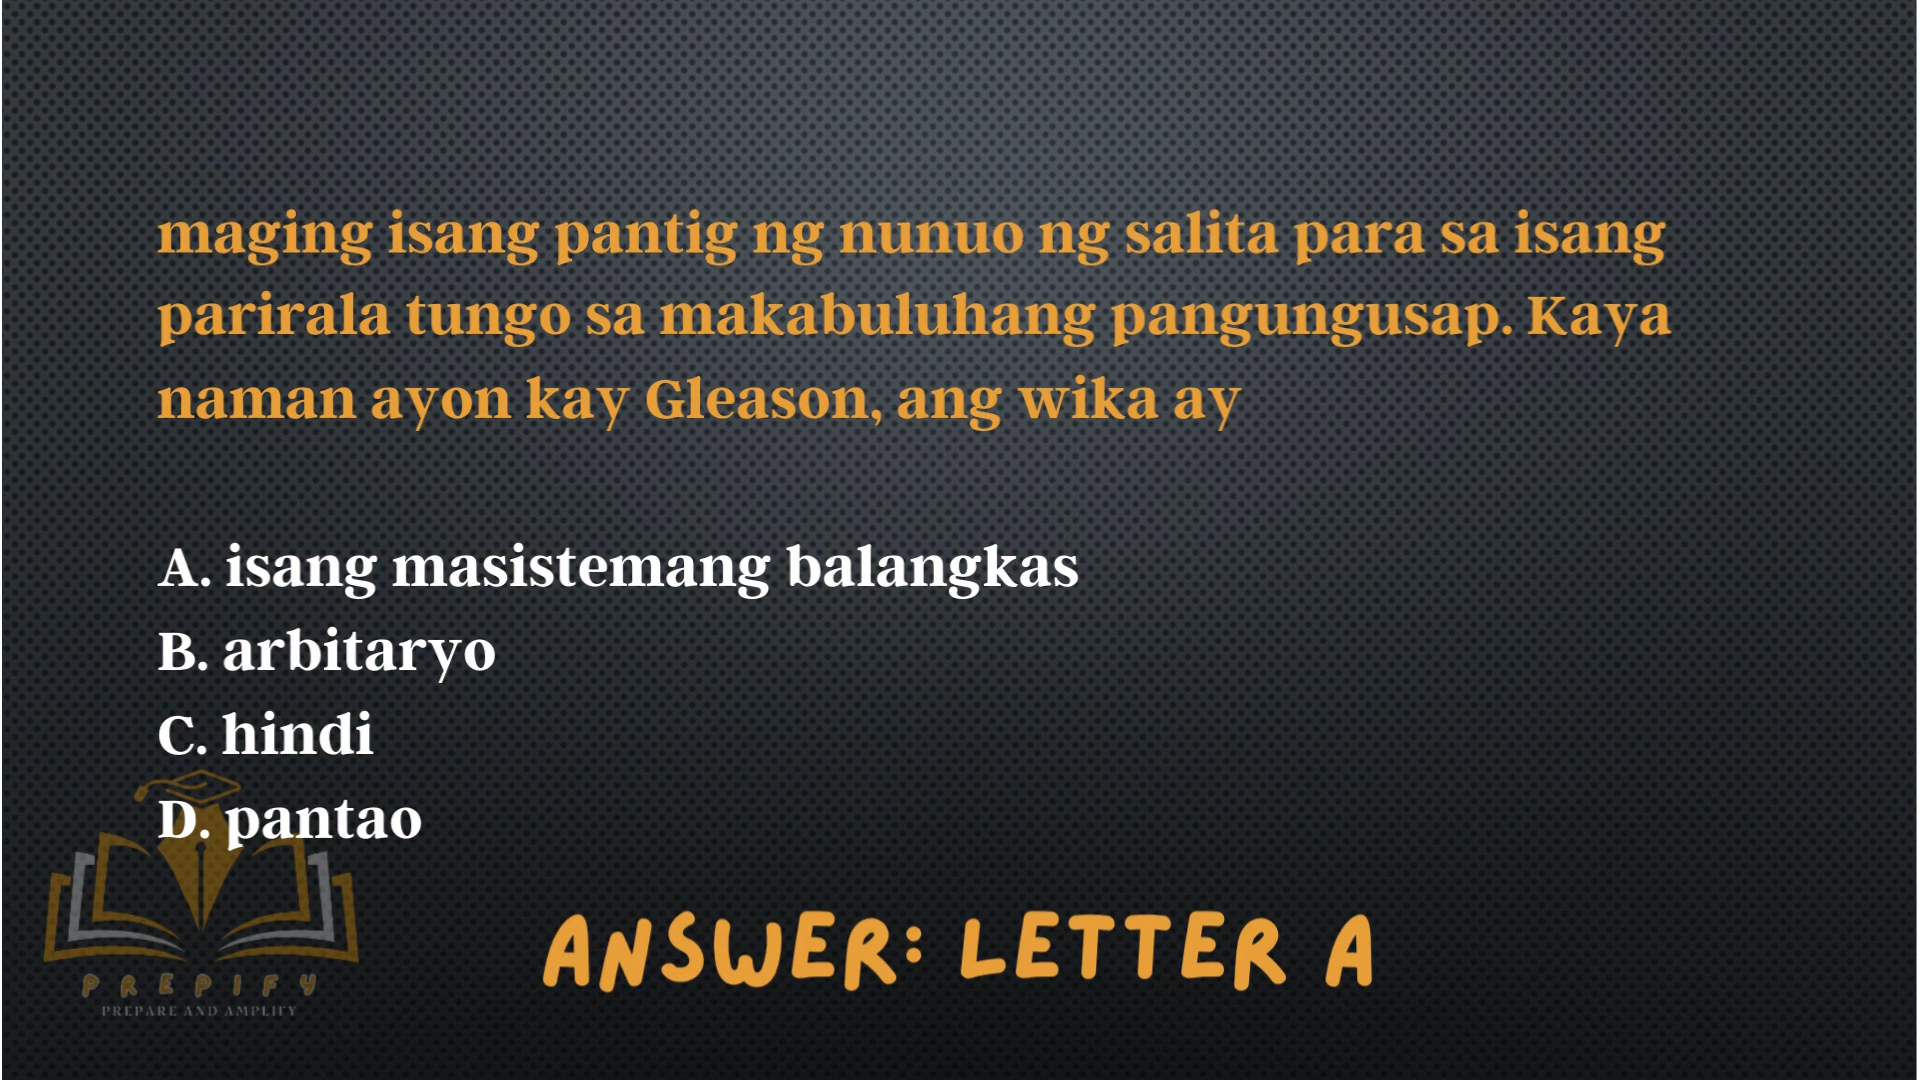 maging isang pantig ng nunuo ng salita para sa isang
parirala tungo sa makabuluhang pangungusap. Kaya
naman ayon kay Gleason, ang wika ay
A. isang masistemang balangkas
B. arbitaryo
C. hindi
D. pantao
ANSWER: LETTER A
PREPIFY
PREPARE AND AMPLIFY